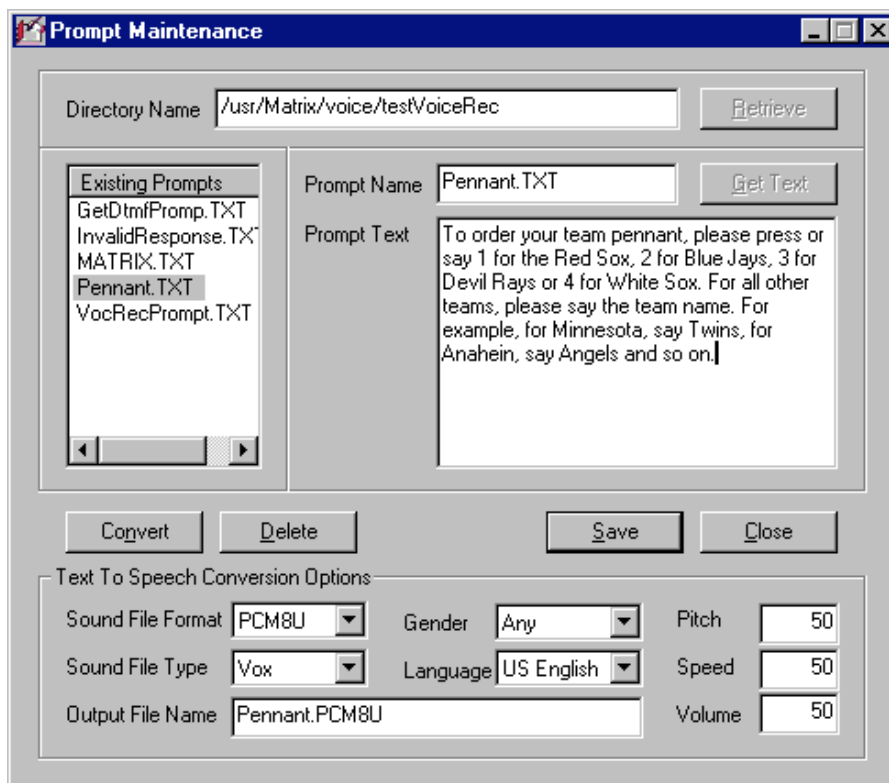 Prompt Maintenance
Directory Name /usr/Matrix/voice/testVoiceRec Retrieve
Existing Prompts
GetDtmfPromp.TXT
InvalidResponse.TX
MATRIX.TXT
Pennant.TXT
VocRecPrompt.TXT
Prompt Name Pennant.TXT Get Text
Prompt Text
To order your team pennant, please press or
say 1 for the Red Sox, 2 for Blue Jays, 3 for
Devil Rays or 4 for White Sox. For all other
teams, please say the team name. For
example, for Minnesota, say Twins, for
Anahein, say Angels and so on.
Convert Delete Save Close
Text To Speech Conversion Options
Sound File Format PCM8U Gender Any Pitch 50
Sound File Type Vox Language US English Speed 50
Output File Name Pennant.PCM8U Volume 50